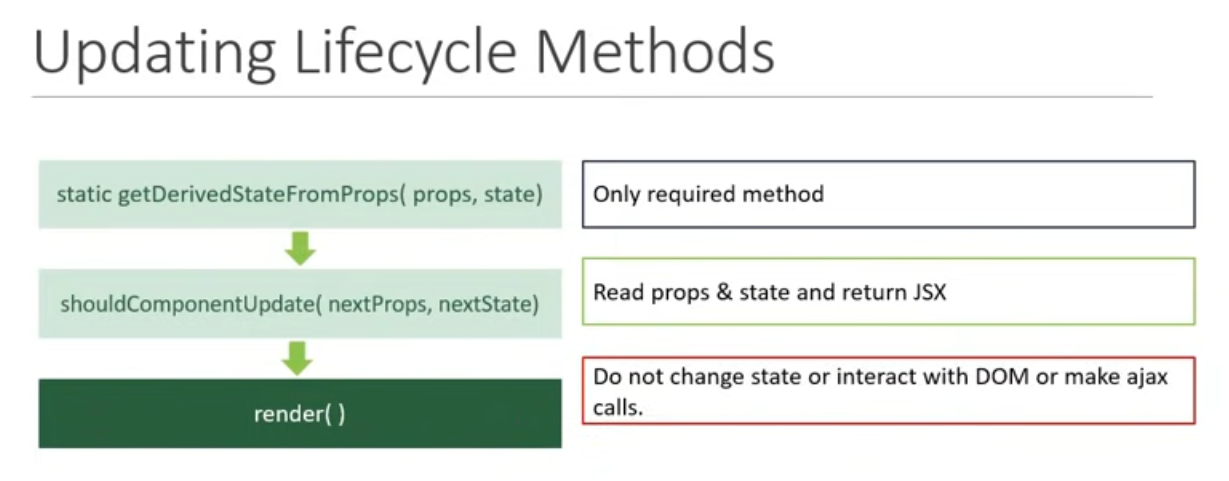 Updating Lifecycle Methods
static getDerivedStateFromProps( props, state)
Only required method
shouldComponentUpdate( nextProps, nextState)
Read props & state and return JSX
render( )
Do not change state or interact with DOM or make ajax
calls.